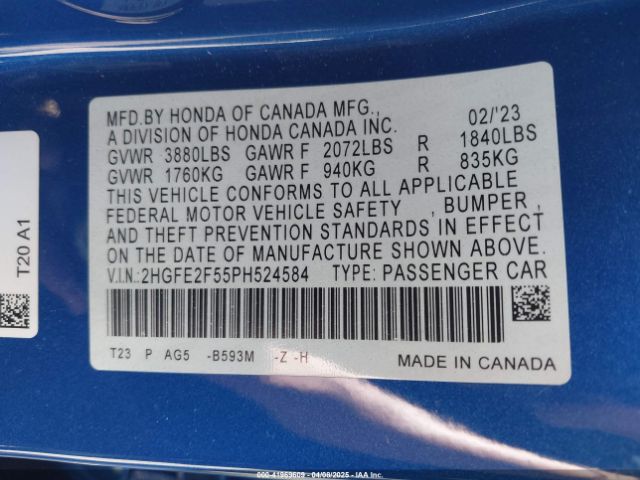 MFD.BY HONDA OF CANADA MFG., 02/'23
A DIVISION OF HONDA CANADA INC.
GVWR 3880LBS GAWR F 2072LBS R 1840LBS
GVWR 1760KG GAWR F 940KG R 835KG
THIS VEHICLE CONFORMS TO ALL APPLICABLE
FEDERAL MOTOR VEHICLE SAFETY , BUMPER ,
AND THEFT PREVENTION STANDARDS IN EFFECT
ON THE DATE OF MANUFACTURE SHOWN ABOVE.
V.I.N.:2HGFE2F55PH524584 TYPE: PASSENGER CAR
T23 P AG5 -B593M -Z -H
MADE IN CANADA
T20 A1
000-41953609 - 04/08/2025 - IAA Inc.